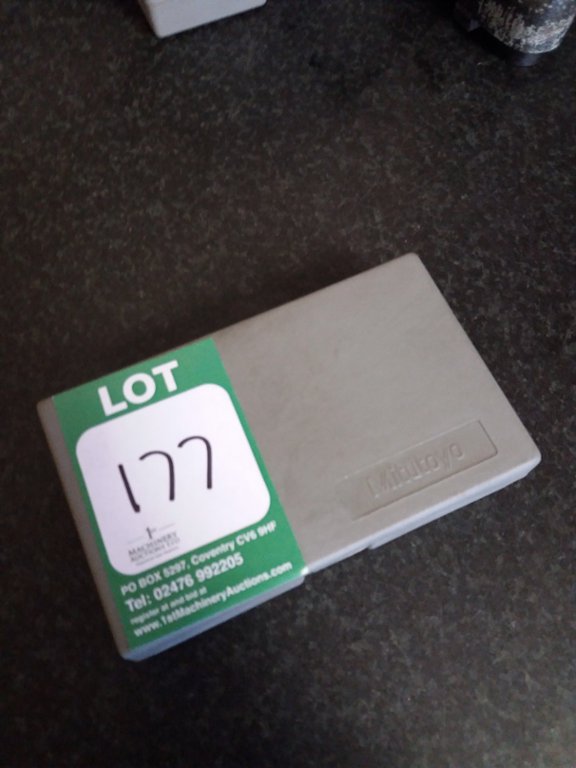 LOT
177
1st
MACHINERY
AUCTIONS LTD
PO BOX 5297, Coventry CV6 9HF
Tel: 02476 992205
register at and bid at
www.1stMachineryAuctions.com
Mitutoyo